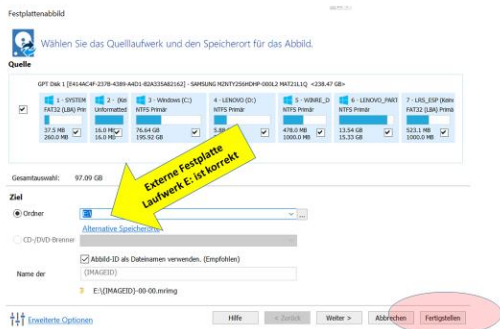 Festplattenabbild
Wählen Sie das Quelllaufwerk und den Speicherort für das Abbild.
Quelle
GPT Disk 1 [E414AC4F-237B-4389-A4D1-B2A335A82162] - SAMSUNG MZNTY256HDHP-000L2 MAT21L1Q <238.47 GB>
1 - SYSTEM
FAT32 (LBA) Prim
37.5 MB
260.0 MB
2 - (Kein
Unformatted
16.0 MB
16.0 MB
3 - Windows (C:)
NTFS Primär
76.64 GB
195.92 GB
4 - LENOVO (D:)
NTFS Primär
5 - WINRE_D
NTFS Primär
478.0 MB
1000.0 MB
6 - LENOVO_PART
NTFS Primär
13.54 GB
15.33 GB
7 - LRS_ESP (Kein
FAT32 (LBA) Prim
523.1 MB
1000.0 MB
Gesamtauswahl: 97.09 GB
Externe Festplatte
Laufwerk E: ist korrekt
Ziel
Ordner E:\ ...
Alternative Speicherorte
CD-/DVD-Brenner
Abbild-ID als Dateinamen verwenden. (Empfohlen)
Name der {IMAGEID}
E:\{IMAGEID}-00-00.mrimg
Erweiterte Optionen
Hilfe < Zurück Weiter > Abbrechen Fertigstellen